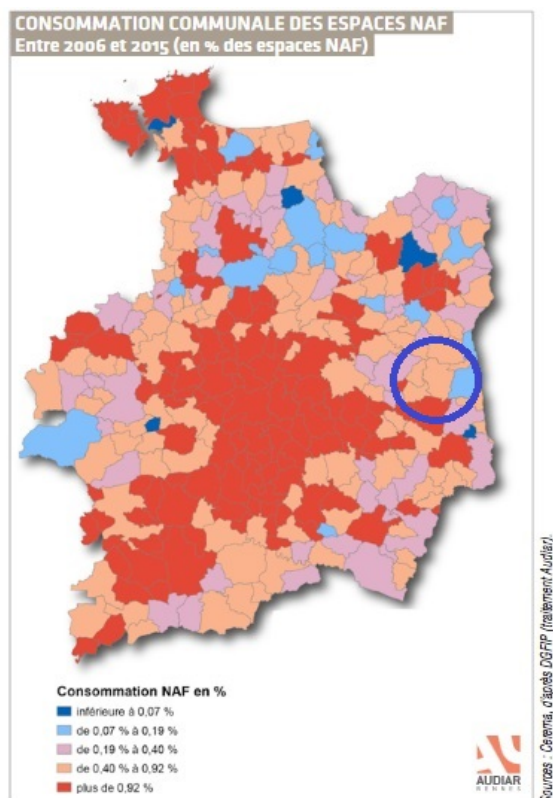 CONSOMMATION COMMUNALE DES ESPACES NAF
Entre 2006 et 2015 (en % des espaces NAF)
Consommation NAF en %
inférieure à 0,07 %
de 0,07 % à 0,19 %
de 0,19 % à 0,40 %
de 0,40 % à 0,92 %
plus de 0,92 %
AU
AUDIAR
RENNES
Sources : Cerema, d'après DGFIP (traitement Audiar).